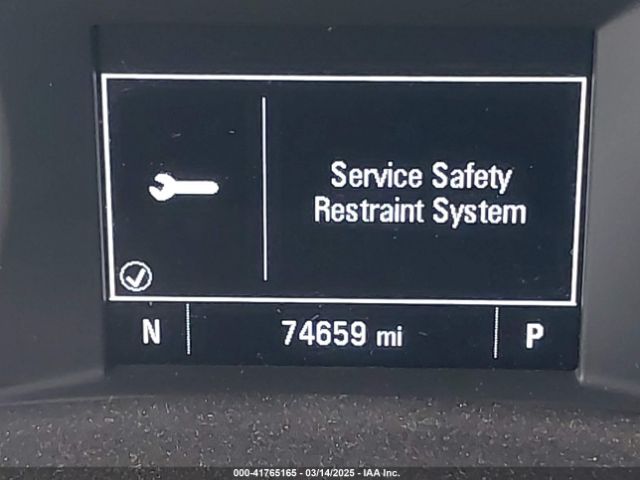 Service Safety
Restraint System
N 74659 mi P
000-41765165 - 03/14/2025 - IAA Inc.